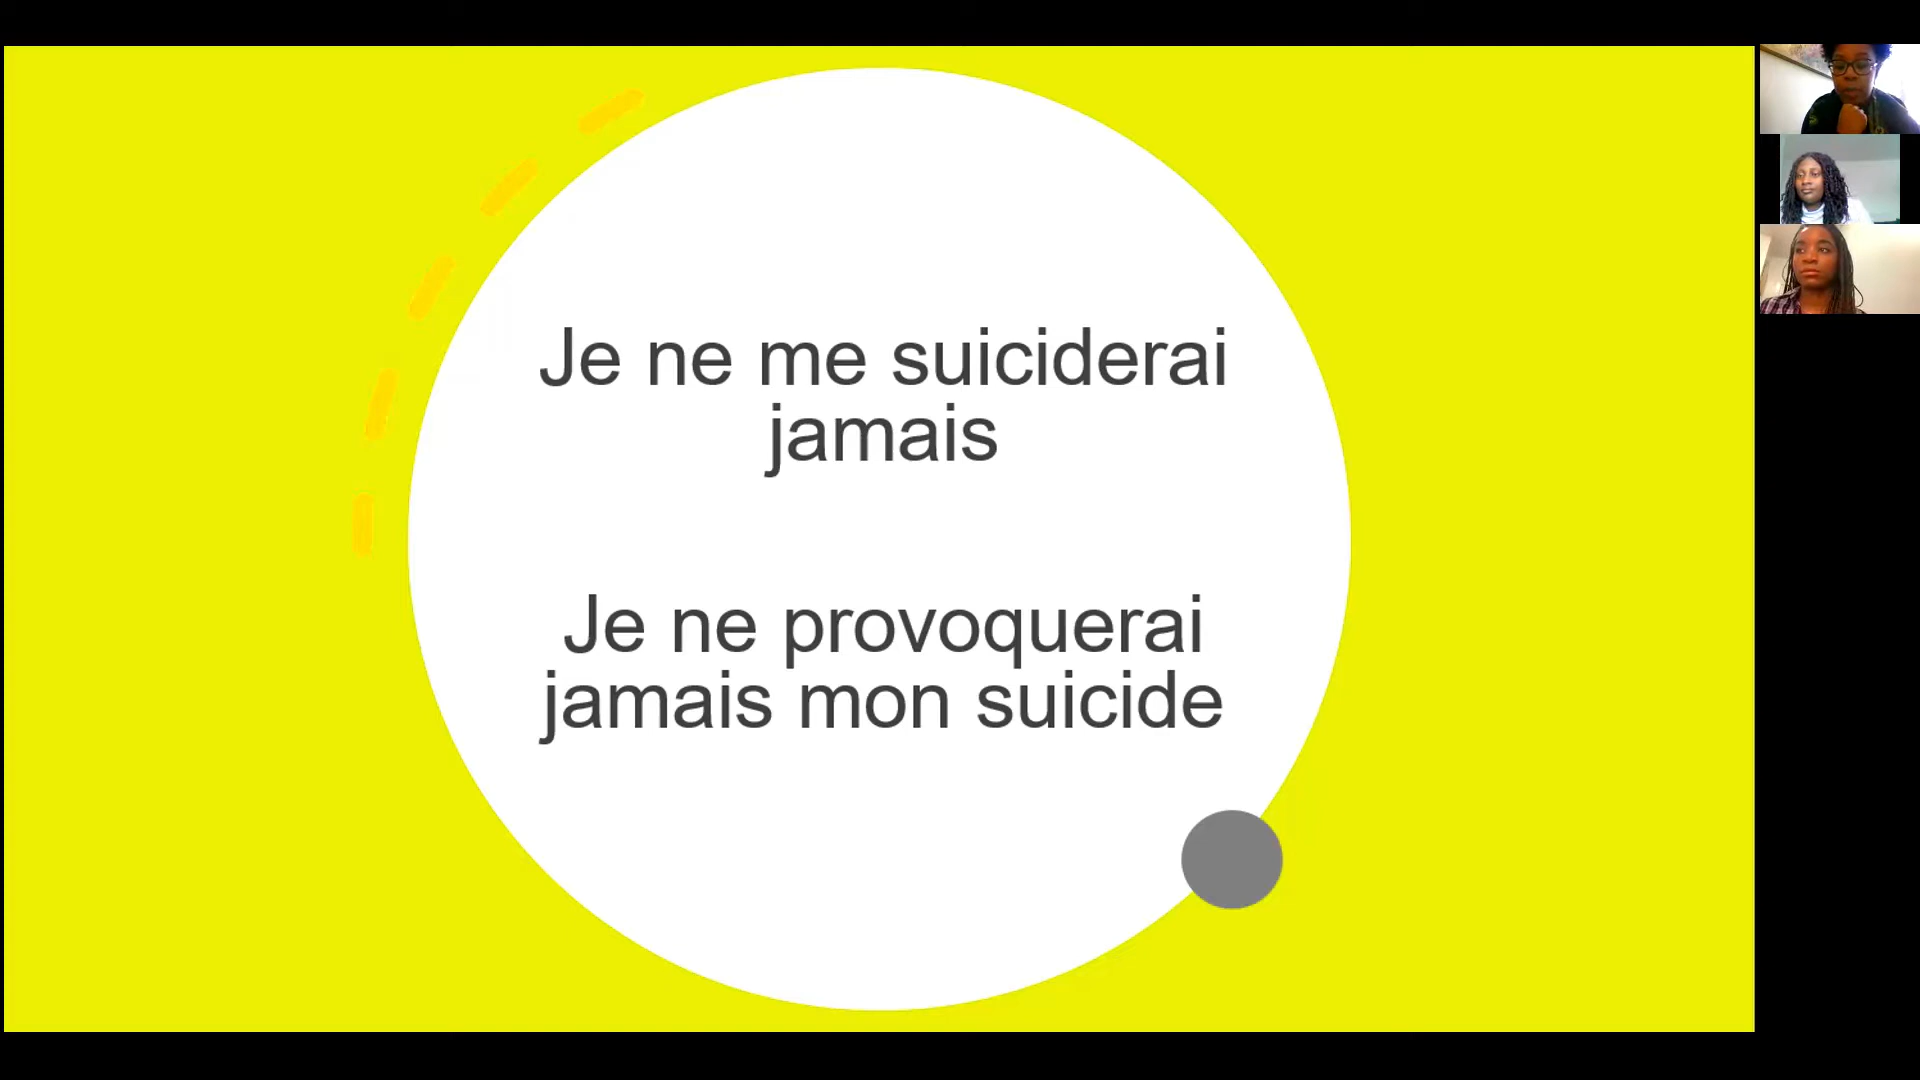 Je ne me suiciderai
jamais
Je ne provoquerai
jamais mon suicide